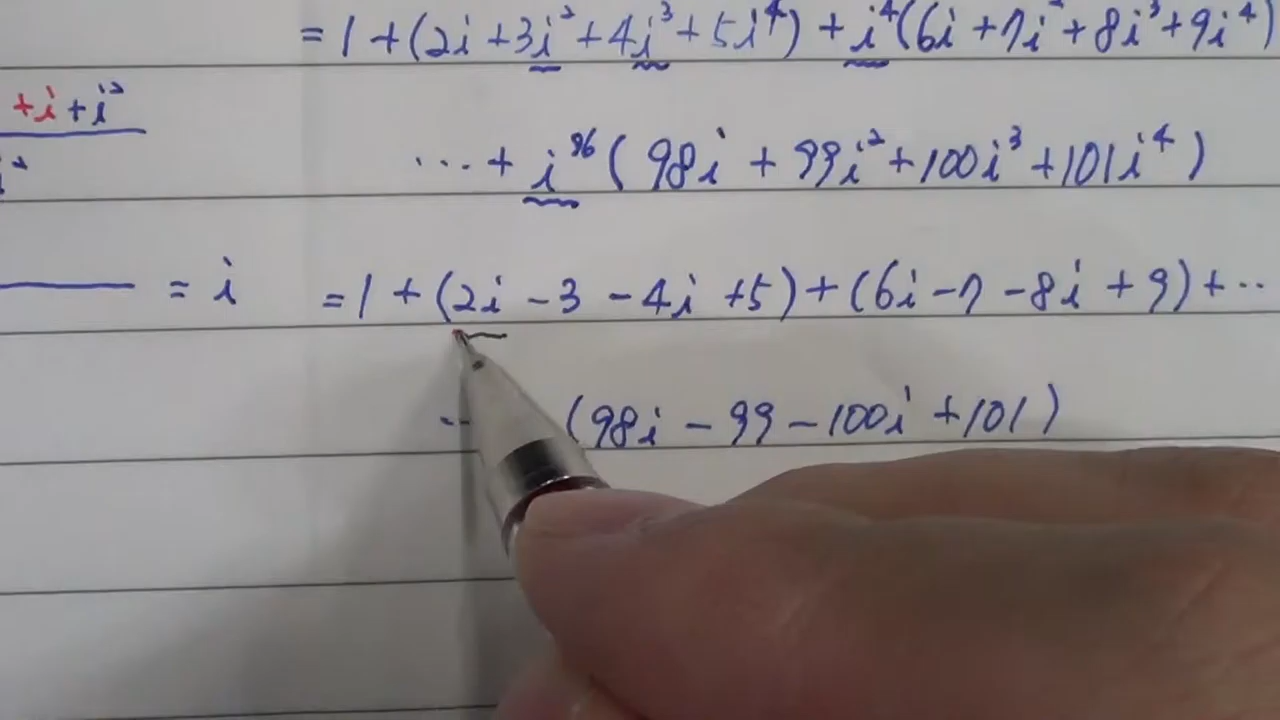 = 1 + (2i + 3i² + 4i³ + 5i⁴) + i⁴(6i + 7i² + 8i³ + 9i⁴)
+i+i²
i²
... + i⁹⁶ (98i + 99i² + 100i³ + 101i⁴)
= i
= 1 + (2i - 3 - 4i + 5) + (6i - 7 - 8i + 9) + ...
(98i - 99 - 100i + 101)